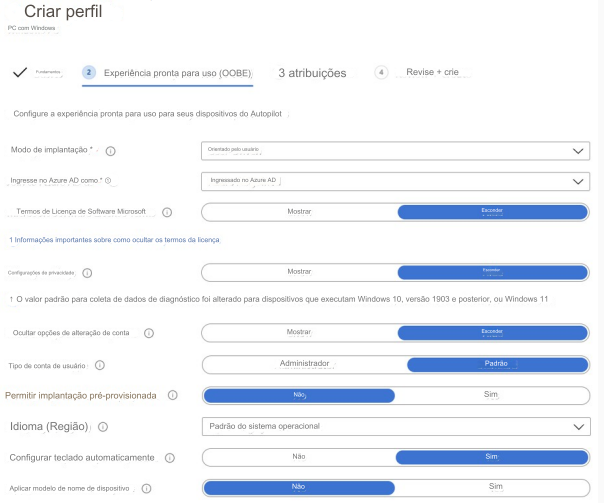 Criar perfil
PC com Windows
Fundamentos
2 Experiência pronta para uso (OOBE)
3 atribuições
4 Revise + crie
Configure a experiência pronta para uso para seus dispositivos do Autopilot
Modo de implantação * Orientado pelo usuário
Ingresse no Azure AD como * Ingressado no Azure AD
Termos de Licença de Software Microsoft Mostrar Esconder
1 Informações importantes sobre como ocultar os termos da licença
Configurações de privacidade Mostrar Esconder
↑ O valor padrão para coleta de dados de diagnóstico foi alterado para dispositivos que executam Windows 10, versão 1903 e posterior, ou Windows 11
Ocultar opções de alteração de conta Mostrar Esconder
Tipo de conta de usuário Administrador Padrão
Permitir implantação pré-provisionada Não Sim
Idioma (Região) Padrão do sistema operacional
Configurar teclado automaticamente Não Sim
Aplicar modelo de nome de dispositivo Não Sim